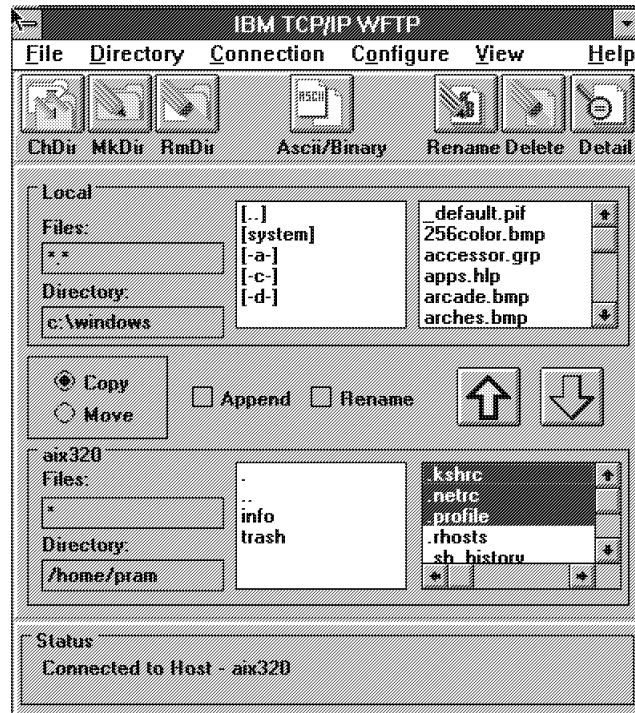 IBM TCP/IP WFTP
File Directory Connection Configure View Help
ASCII
ChDir MkDir RmDir Ascii/Binary Rename Delete Detail
Local
Files:
*.*
Directory:
c:\windows
[..]
[system]
[-a-]
[-c-]
[-d-]
_default.pif
256color.bmp
accessor.grp
apps.hlp
arcade.bmp
arches.bmp
Copy
Move
Append Rename
aix320
Files:
*
Directory:
/home/pram
.
..
info
trash
.kshrc
.netrc
.profile
.rhosts
.sh_history
Status
Connected to Host - aix320